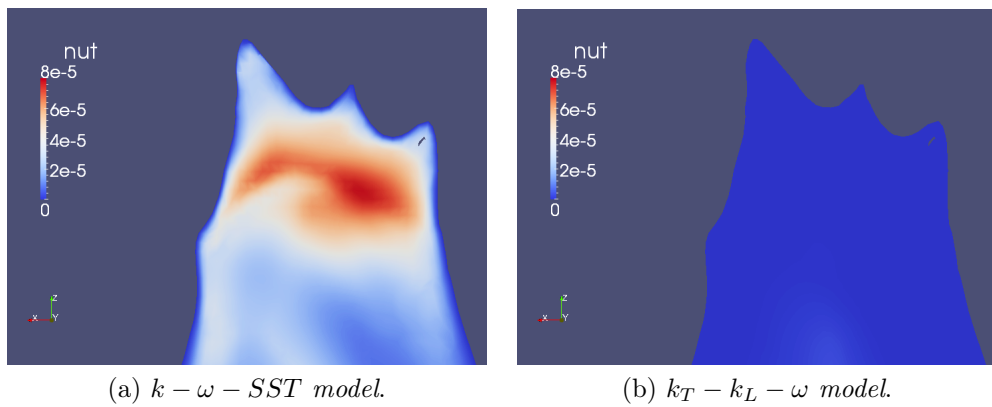 nut
8e-5
6e-5
4e-5
2e-5
0
Z
X Y
(a) k − ω − SST model.
nut
8e-5
6e-5
4e-5
2e-5
0
Z
X Y
(b) k_T − k_L − ω model.